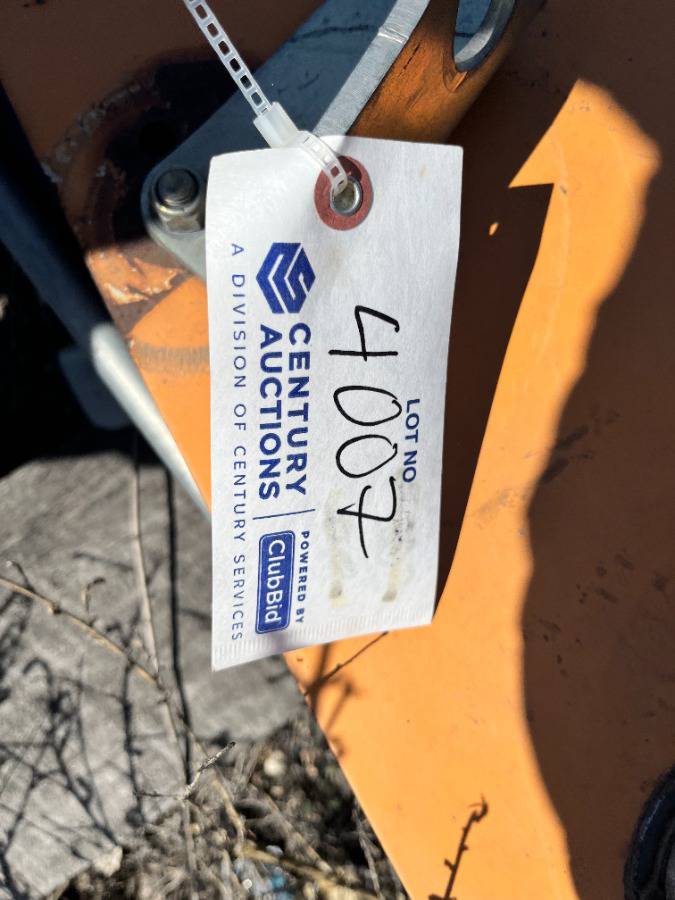 LOT NO
4007
CENTURY
AUCTIONS
POWERED BY
ClubBid
A DIVISION OF CENTURY SERVICES